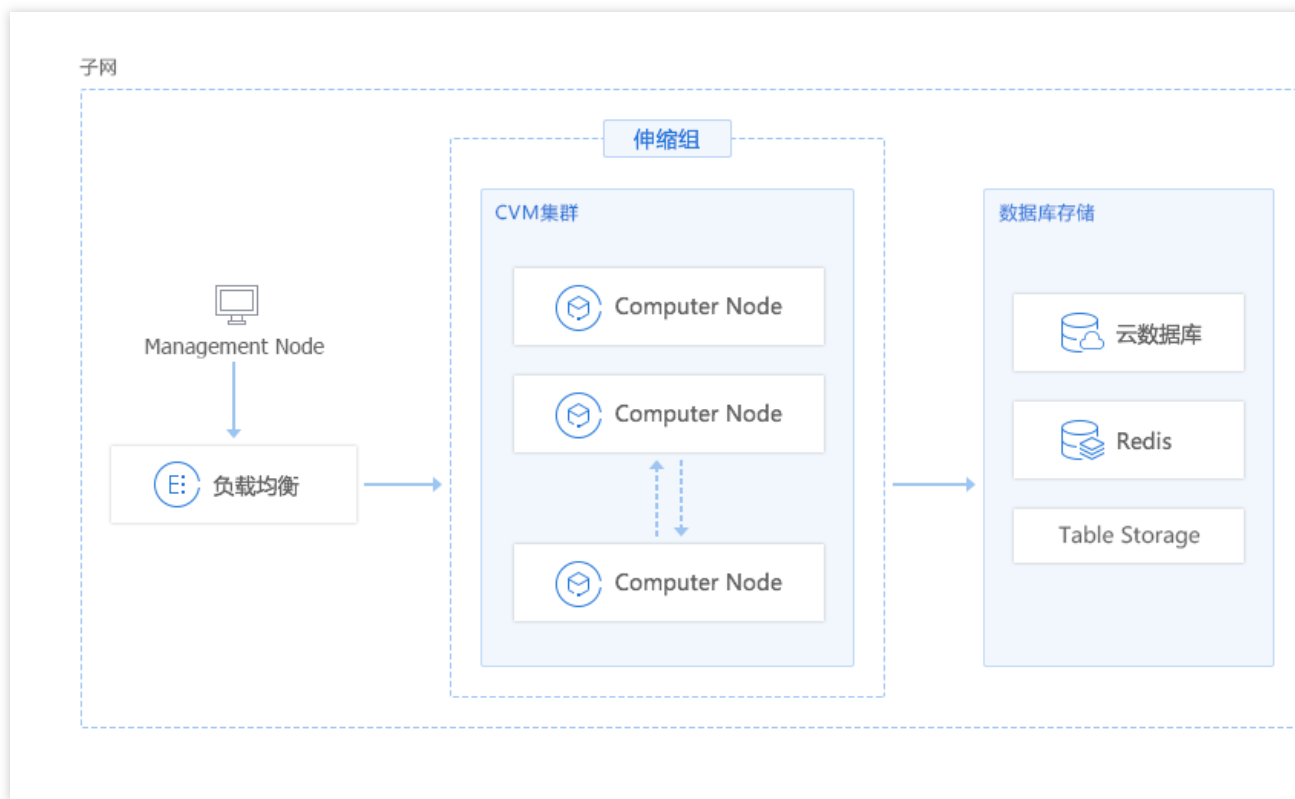 子网
伸缩组
CVM集群
数据库存储
Computer Node
Management Node
云数据库
Computer Node
Redis
负载均衡
Table Storage
Computer Node